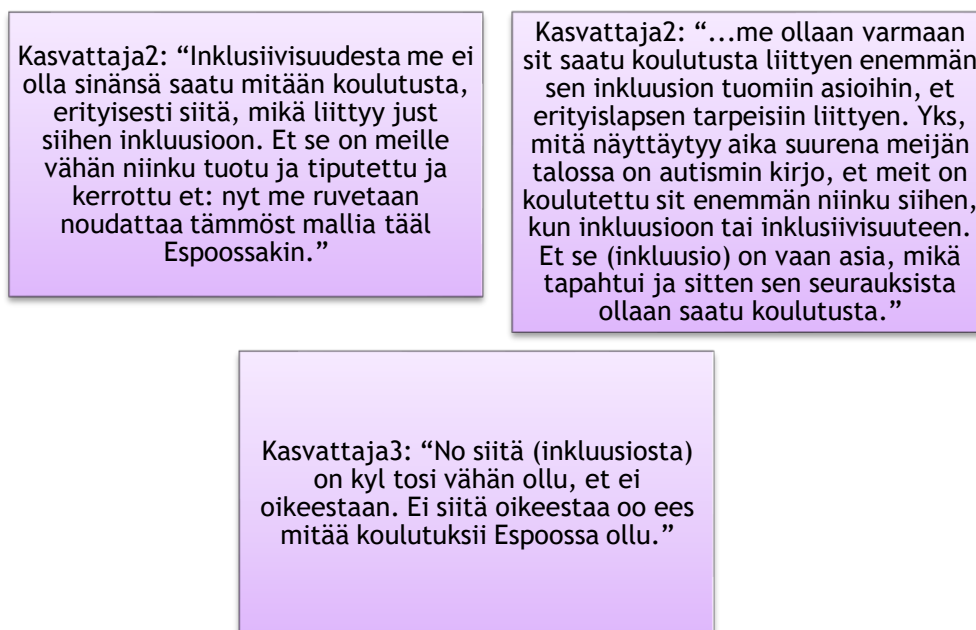 Kasvattaja2: “Inklusiivisuudesta me ei
olla sinänsä saatu mitään koulutusta,
erityisesti siitä, mikä liittyy just
siihen inkluusioon. Et se on meille
vähän niinku tuotu ja tiputettu ja
kerrottu et: nyt me ruvetaan
noudattaa tämmöst mallia tääl
Espoossakin.”
Kasvattaja2: “...me ollaan varmaan
sit saatu koulutusta liittyen enemmän
sen inkluusion tuomiin asioihin, et
erityislapsen tarpeisiin liittyen. Yks,
mitä näyttäytyy aika suurena meijän
talossa on autismin kirjo, et meit on
koulutettu sit enemmän niinku siihen,
kun inkluusioon tai inklusiivisuuteen.
Et se (inkluusio) on vaan asia, mikä
tapahtui ja sitten sen seurauksista
ollaan saatu koulutusta.”
Kasvattaja3: “No siitä (inkluusiosta)
on kyl tosi vähän ollu, et ei
oikeestaan. Ei siitä oikeestaa oo ees
mitää koulutuksii Espoossa ollu.”